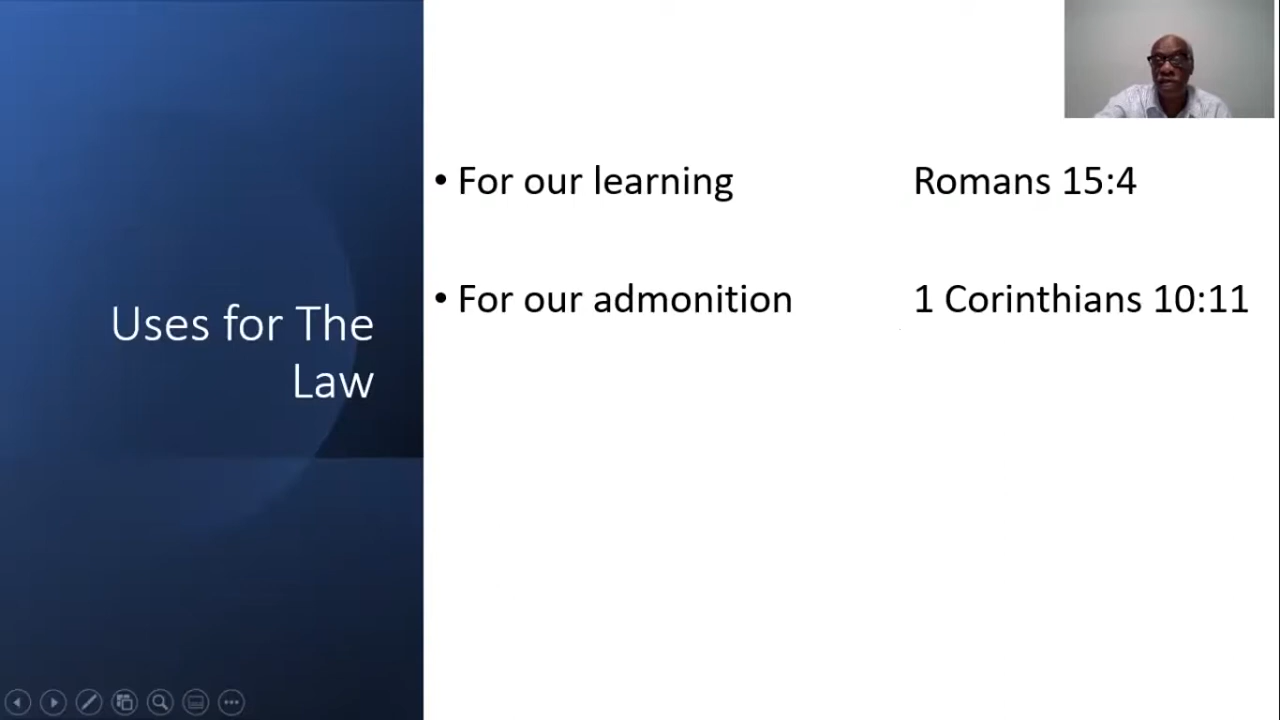 Uses for The
Law
• For our learning Romans 15:4
• For our admonition 1 Corinthians 10:11